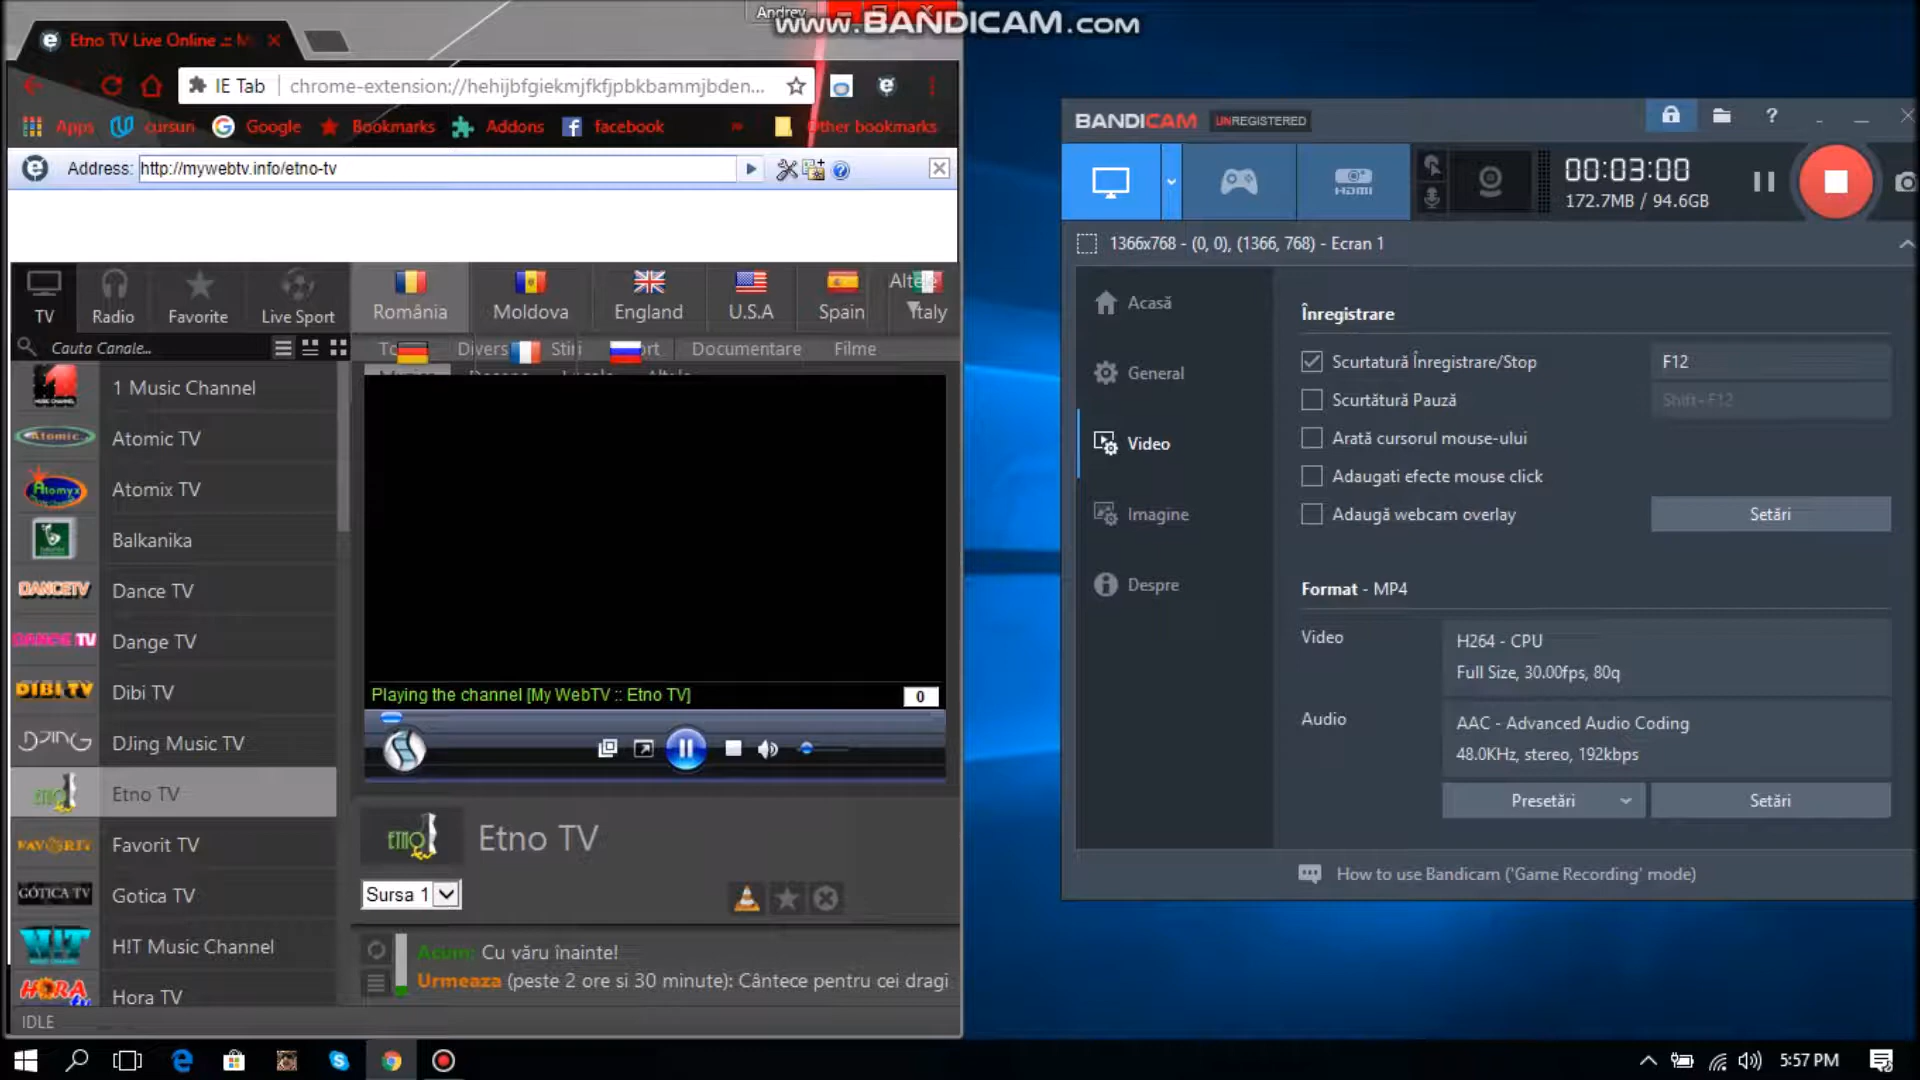 Andrey
www.BANDICAM.com
Etno TV Live Online .:: M
IE Tab
chrome-extension://hehijbfgiekmjfkfjpbkbammjbden...
Apps
cursuri
Google
Bookmarks
Addons
facebook
Other bookmarks
Address:
http://mywebtv.info/etno-tv
TV
Radio
Favorite
Live Sport
România
Moldova
England
U.S.A
Spain
Italy
Cauta Canale...
Divers
Stiri
Documentare
Filme
1 Music Channel
Atomic TV
Atomix TV
Balkanika
Dance TV
Dange TV
Dibi TV
DJing Music TV
Etno TV
Favorit TV
Gotica TV
H!T Music Channel
Hora TV
IDLE
Playing the channel [My WebTV :: Etno TV]
0
Etno TV
Sursa 1
Acum: Cu văru înainte!
Urmeaza (peste 2 ore si 30 minute): Cântece pentru cei dragi
BANDICAM UNREGISTERED
HDMI
00:03:00
172.7MB / 94.6GB
1366x768 - (0, 0), (1366, 768) - Ecran 1
Acasă
General
Video
Imagine
Despre
Înregistrare
Scurtatură Înregistrare/Stop
F12
Scurtătură Pauză
Shift+F12
Arată cursorul mouse-ului
Adaugati efecte mouse click
Adaugă webcam overlay
Setări
Format - MP4
Video
H264 - CPU
Full Size, 30.00fps, 80q
Audio
AAC - Advanced Audio Coding
48.0KHz, stereo, 192kbps
Presetări
Setări
How to use Bandicam ('Game Recording' mode)
5:57 PM